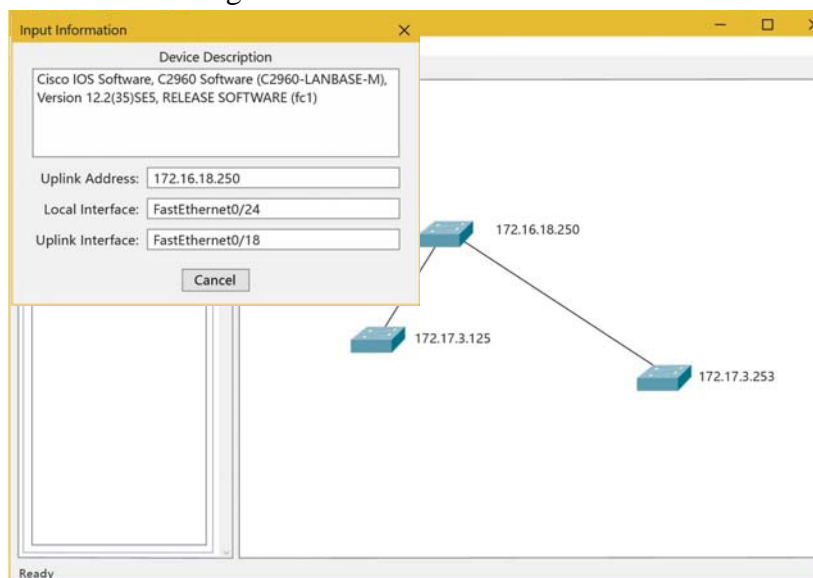 Input Information
Device Description
Cisco IOS Software, C2960 Software (C2960-LANBASE-M),
Version 12.2(35)SE5, RELEASE SOFTWARE (fc1)
Uplink Address: 172.16.18.250
Local Interface: FastEthernet0/24
Uplink Interface: FastEthernet0/18
Cancel
172.16.18.250
172.17.3.125
172.17.3.253
Ready